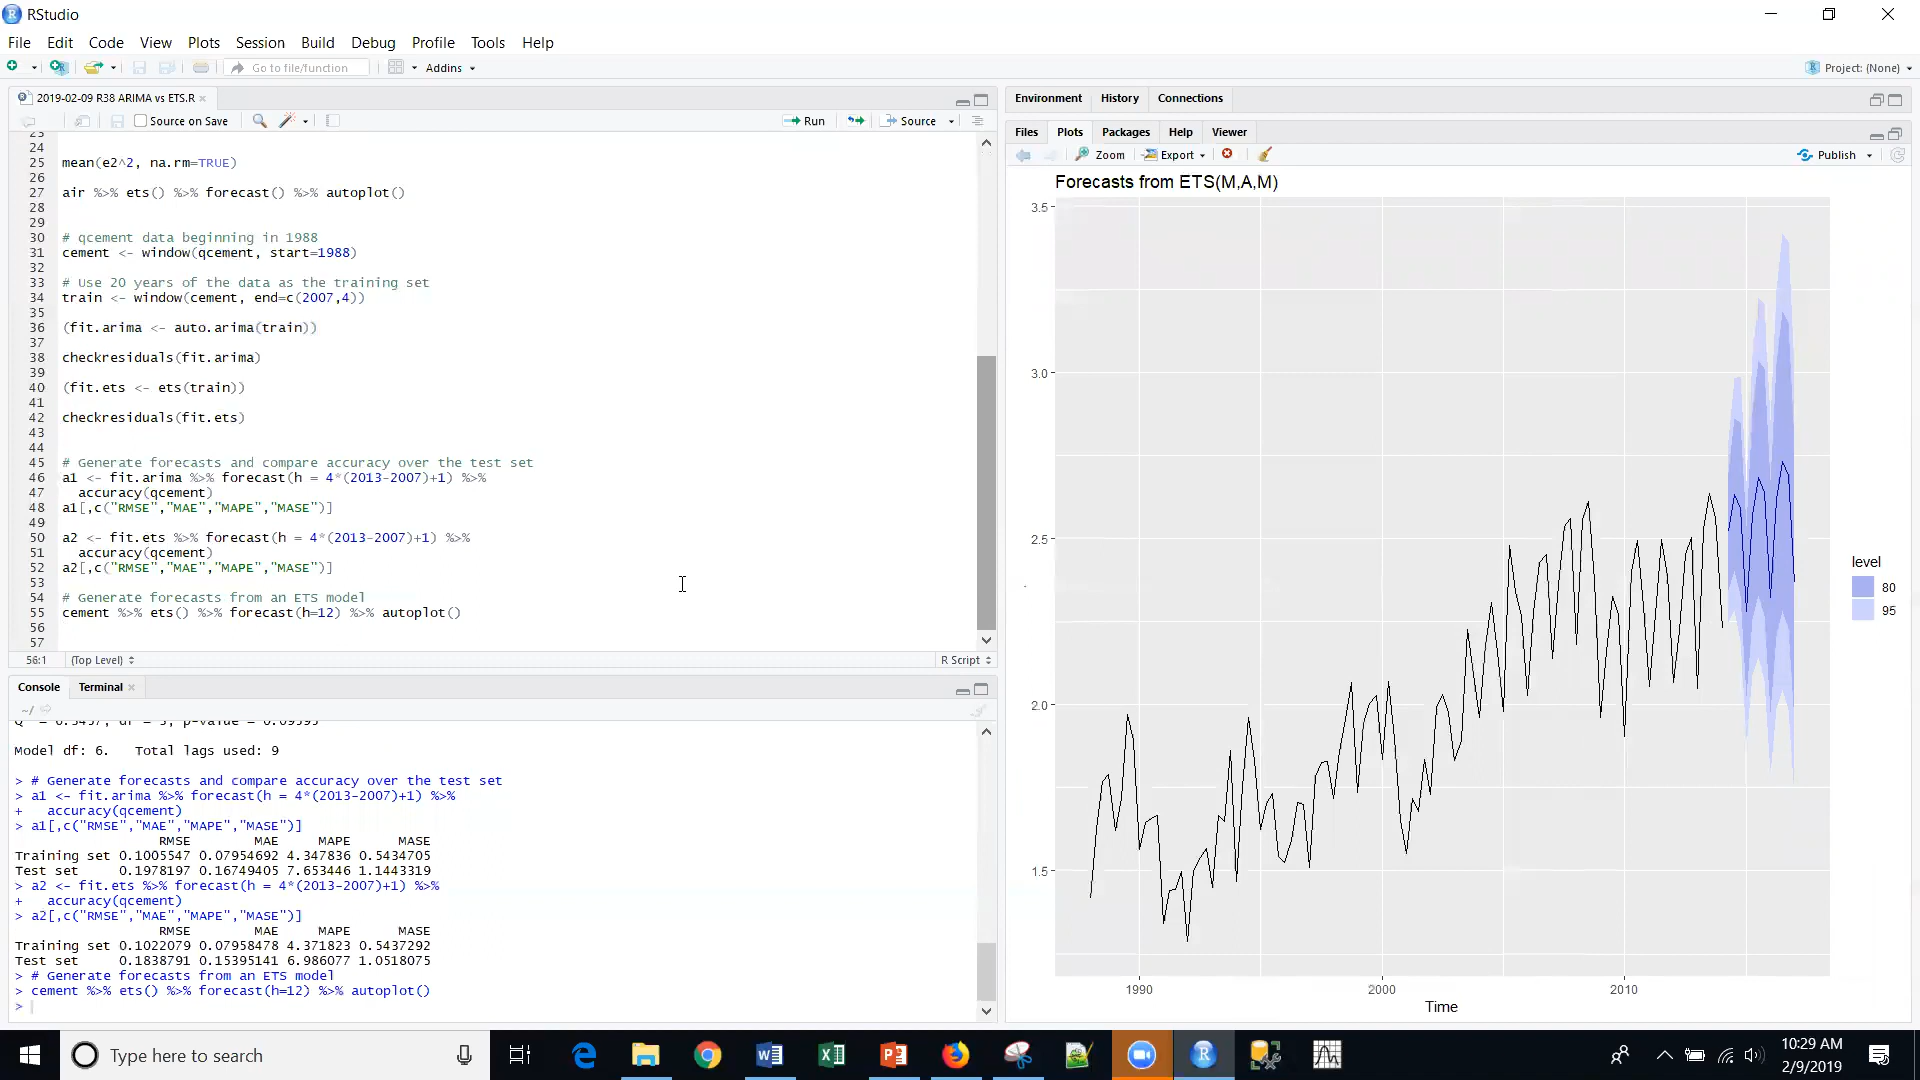 RStudio
File Edit Code View Plots Session Build Debug Profile Tools Help
Go to file/function Addins Project: (None)
2019-02-09 R38 ARIMA vs ETS.R
Source on Save Run Source
23
24
25 mean(e2^2, na.rm=TRUE)
26
27 air %>% ets() %>% forecast() %>% autoplot()
28
29
30 # qcement data beginning in 1988
31 cement <- window(qcement, start=1988)
32
33 # Use 20 years of the data as the training set
34 train <- window(cement, end=c(2007,4))
35
36 (fit.arima <- auto.arima(train))
37
38 checkresiduals(fit.arima)
39
40 (fit.ets <- ets(train))
41
42 checkresiduals(fit.ets)
43
44
45 # Generate forecasts and compare accuracy over the test set
46 a1 <- fit.arima %>% forecast(h = 4*(2013-2007)+1) %>%
47 accuracy(qcement)
48 a1[,c("RMSE","MAE","MAPE","MASE")]
49
50 a2 <- fit.ets %>% forecast(h = 4*(2013-2007)+1) %>%
51 accuracy(qcement)
52 a2[,c("RMSE","MAE","MAPE","MASE")]
53
54 # Generate forecasts from an ETS model
55 cement %>% ets() %>% forecast(h=12) %>% autoplot()
56
57
56:1 (Top Level) R Script
Console Terminal
~/
Model df: 6. Total lags used: 9
> # Generate forecasts and compare accuracy over the test set
> a1 <- fit.arima %>% forecast(h = 4*(2013-2007)+1) %>%
+ accuracy(qcement)
> a1[,c("RMSE","MAE","MAPE","MASE")]
RMSE MAE MAPE MASE
Training set 0.1005547 0.07954692 4.347836 0.5434705
Test set 0.1978197 0.16749405 7.653446 1.1443319
> a2 <- fit.ets %>% forecast(h = 4*(2013-2007)+1) %>%
+ accuracy(qcement)
> a2[,c("RMSE","MAE","MAPE","MASE")]
RMSE MAE MAPE MASE
Training set 0.1022079 0.07958478 4.371823 0.5437292
Test set 0.1838791 0.15395141 6.986077 1.0518075
> # Generate forecasts from an ETS model
> cement %>% ets() %>% forecast(h=12) %>% autoplot()
>
Environment History Connections
Files Plots Packages Help Viewer
Zoom Export Publish
Forecasts from ETS(M,A,M)
3.5
3.0
2.5
2.0
1.5
1990 2000 2010
Time
level
80
95
Type here to search
10:29 AM
2/9/2019